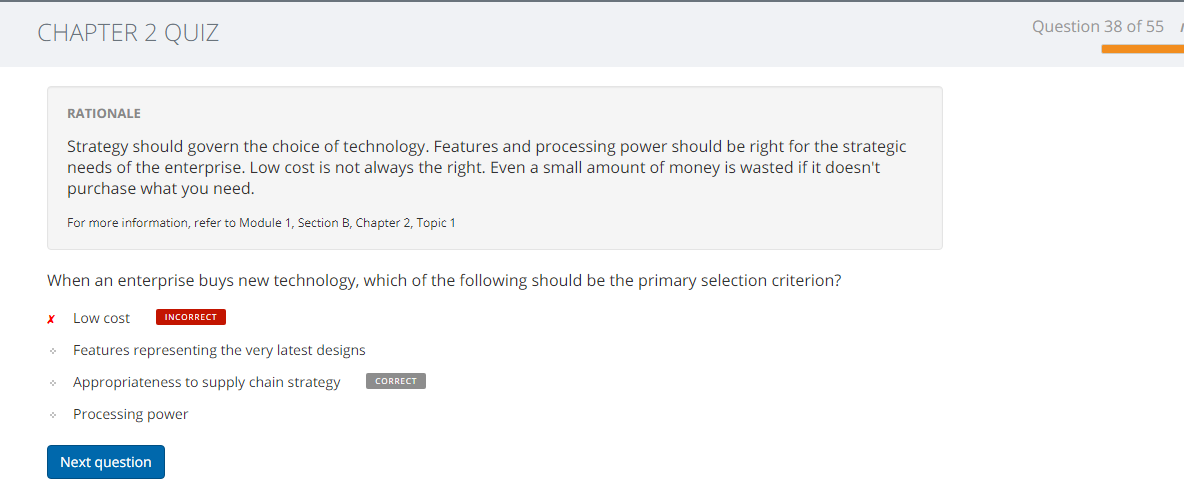 CHAPTER 2 QUIZ
Question 38 of 55
RATIONALE
Strategy should govern the choice of technology. Features and processing power should be right for the strategic
needs of the enterprise. Low cost is not always the right. Even a small amount of money is wasted if it doesn't
purchase what you need.
For more information, refer to Module 1, Section B, Chapter 2, Topic 1
When an enterprise buys new technology, which of the following should be the primary selection criterion?
✗ Low cost INCORRECT
Features representing the very latest designs
Appropriateness to supply chain strategy CORRECT
Processing power
Next question